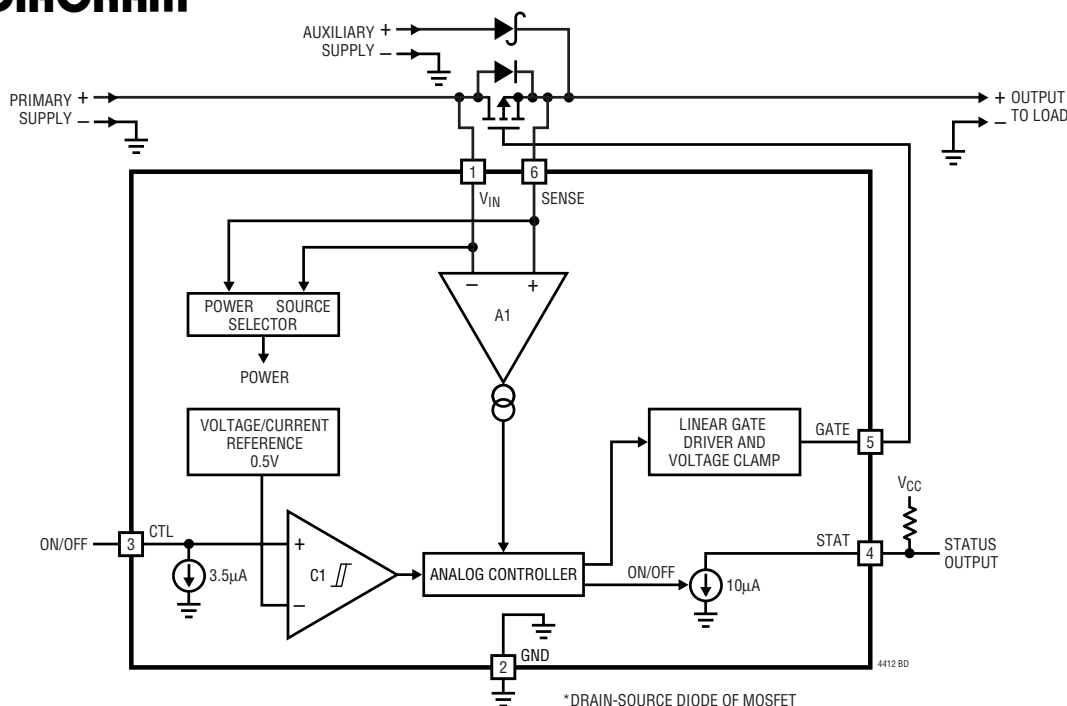 AUXILIARY +
SUPPLY –
PRIMARY +
SUPPLY –
+ OUTPUT
– TO LOAD
1
6
VIN
SENSE
– +
A1
POWER SOURCE
SELECTOR
POWER
VOLTAGE/CURRENT
REFERENCE
0.5V
LINEAR GATE
DRIVER AND
VOLTAGE CLAMP
GATE
5
VCC
ON/OFF
3
CTL
+
–
C1
3.5µA
ANALOG CONTROLLER
ON/OFF
10µA
STAT
4
STATUS
OUTPUT
2
GND
4412 BD
*DRAIN-SOURCE DIODE OF MOSFET